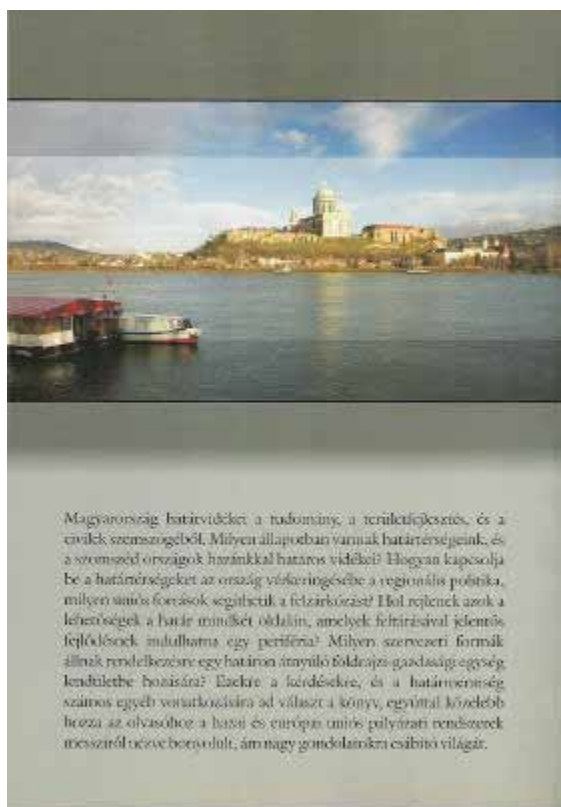 Magyarország határvidékei a tudomány, a területfejlesztés, és a
civilek szemszögéből. Milyen állapotban vannak határtérségeink, és
a szomszéd országok hazánkkal határos vidékei? Hogyan kapcsolja
be a határtérségeket az ország vérkeringésébe a regionális politika,
milyen uniós források segíthetik a felzárkózást? Hol rejlenek azok a
lehetőségek a határ mindkét oldalán, amelyek feltárásával jelentős
fejlődésnek indulhatna egy periféria? Milyen szervezeti formák
állnak rendelkezésre egy határon átnyúló földrajzi-gazdasági egység
lendületbe hozására? Ezekre a kérdésekre, és a határmentiség
számos egyéb vonatkozására ad választ a könyv, egyúttal közelebb
hozza az olvasóhoz a hazai és európai uniós pályázati rendszerek
messziről nézve bonyolult, ám nagy gondolatokra csábító világát.